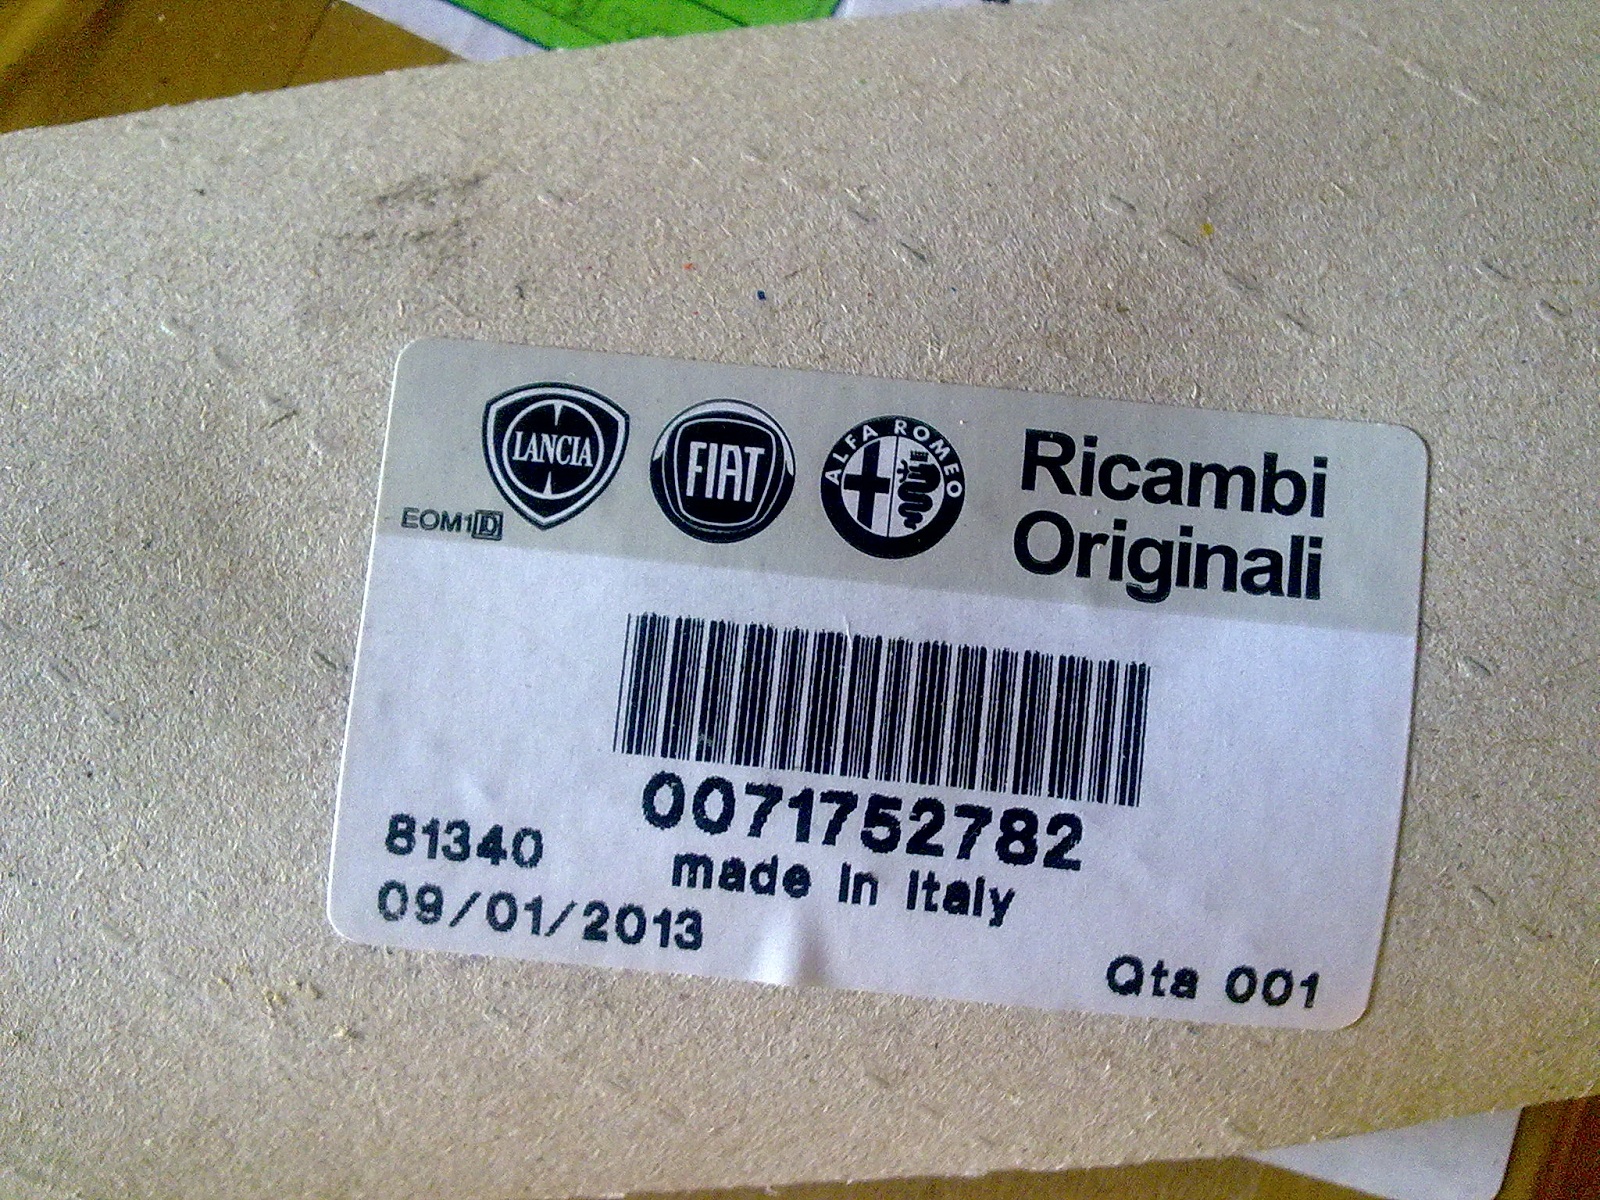 LANCIA
FIAT
ALFA ROMEO
Ricambi
Originali
EOM1D
0071752782
81340
made in Italy
09/01/2013
Qta 001